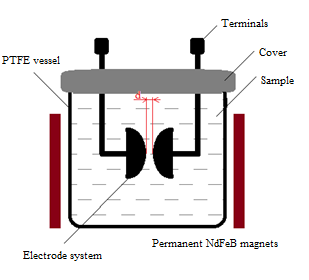 Terminals
Cover
PTFE vessel
Sample
d
Permanent NdFeB magnets
Electrode system